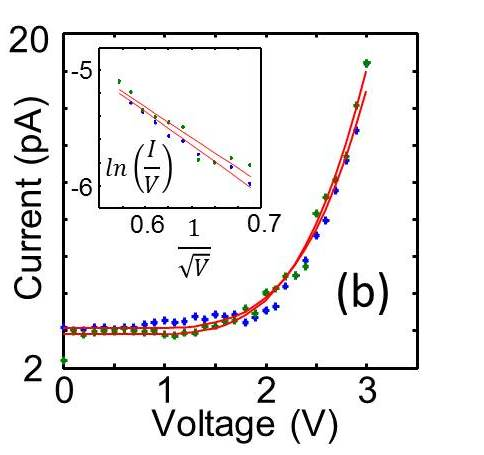 20
Current (pA)
2
-5
-6
ln(I/V)
0.6
0.7
1/√V
(b)
0
1
2
3
Voltage (V)